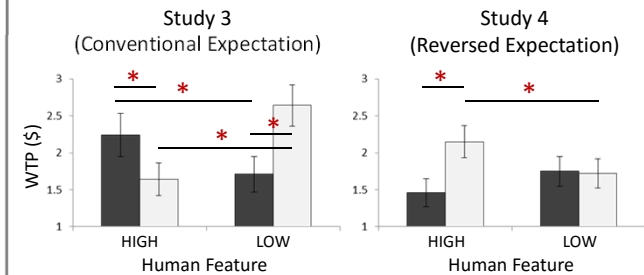 Study 3
(Conventional Expectation)
WTP ($)
3
2.5
2
1.5
1
*
*
*
*
HIGH
LOW
Human Feature
Study 4
(Reversed Expectation)
3
2.5
2
1.5
1
*
*
HIGH
LOW
Human Feature